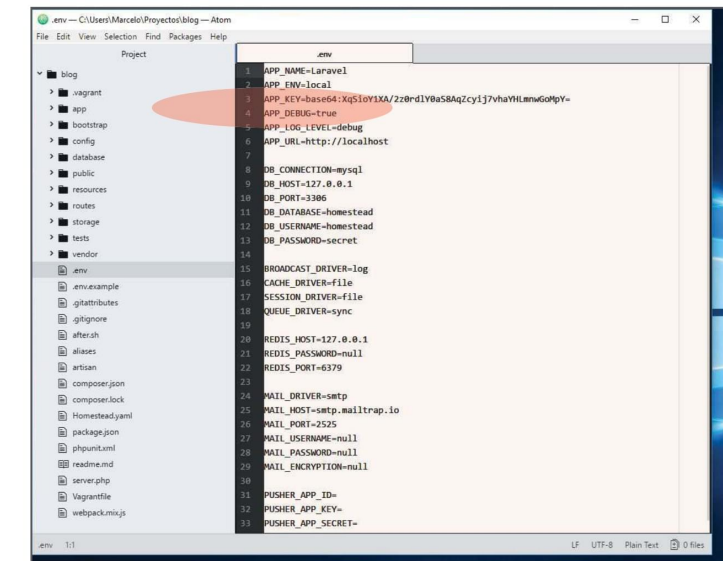 .env — C:\Users\Marcelo\Proyectos\blog — Atom
File Edit View Selection Find Packages Help
Project
blog
.vagrant
app
bootstrap
config
database
public
resources
routes
storage
tests
vendor
.env
.env.example
.gitattributes
.gitignore
after.sh
aliases
artisan
composer.json
composer.lock
Homestead.yaml
package.json
phpunit.xml
readme.md
server.php
Vagrantfile
webpack.mix.js
.env
1 APP_NAME=Laravel
2 APP_ENV=local
3 APP_KEY=base64:XqSioY1XA/2z0rdlY0aS8AqZcyij7vhaYHLmnwGoMpY=
4 APP_DEBUG=true
5 APP_LOG_LEVEL=debug
6 APP_URL=http://localhost
7
8 DB_CONNECTION=mysql
9 DB_HOST=127.0.0.1
10 DB_PORT=3306
11 DB_DATABASE=homestead
12 DB_USERNAME=homestead
13 DB_PASSWORD=secret
14
15 BROADCAST_DRIVER=log
16 CACHE_DRIVER=file
17 SESSION_DRIVER=file
18 QUEUE_DRIVER=sync
19
20 REDIS_HOST=127.0.0.1
21 REDIS_PASSWORD=null
22 REDIS_PORT=6379
23
24 MAIL_DRIVER=smtp
25 MAIL_HOST=smtp.mailtrap.io
26 MAIL_PORT=2525
27 MAIL_USERNAME=null
28 MAIL_PASSWORD=null
29 MAIL_ENCRYPTION=null
30
31 PUSHER_APP_ID=
32 PUSHER_APP_KEY=
33 PUSHER_APP_SECRET=
.env 1:1 LF UTF-8 Plain Text 0 files